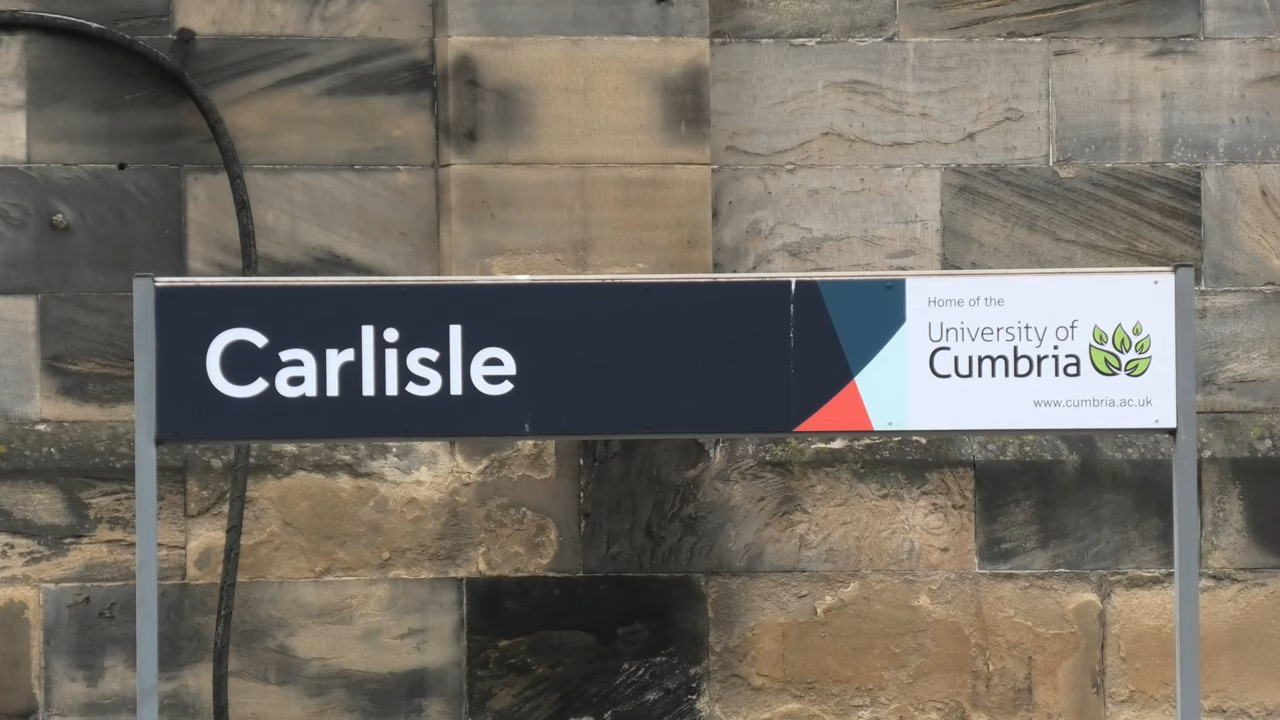 Carlisle
Home of the
University of
Cumbria
www.cumbria.ac.uk